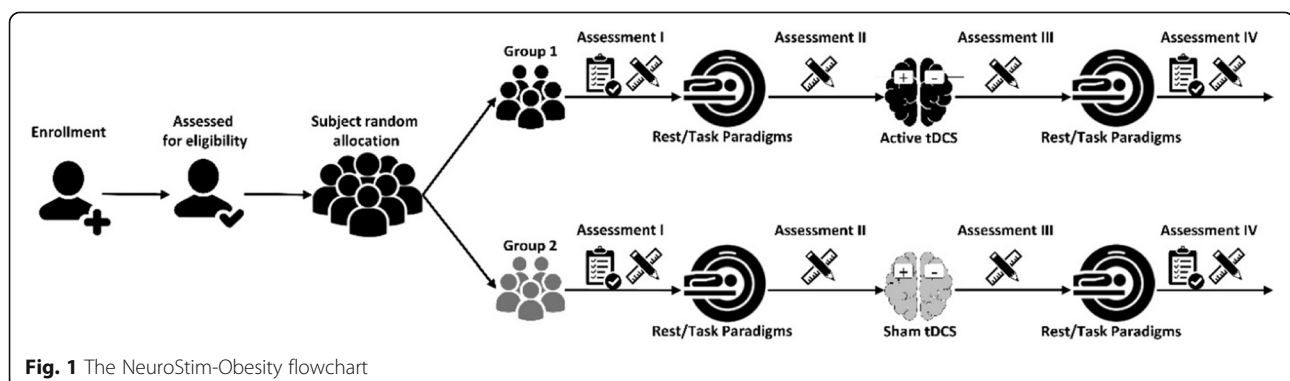 Enrollment
Assessed
for eligibility
Subject random
allocation
Group 1
Assessment I
Rest/Task Paradigms
Assessment II
+ -
Active tDCS
Assessment III
Rest/Task Paradigms
Assessment IV
Group 2
Assessment I
Rest/Task Paradigms
Assessment II
+ -
Sham tDCS
Assessment III
Rest/Task Paradigms
Assessment IV
Fig. 1 The NeuroStim-Obesity flowchart